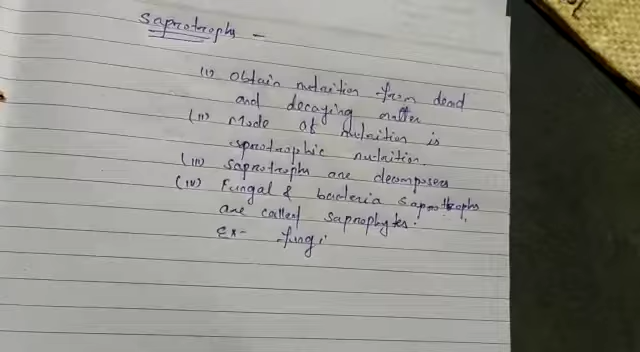 Saprotrophs -
(i) Obtain nutrition from dead
and decaying matter
(ii) Mode of nutrition is
saprotrophic nutrition.
(iii) Saprotrophs are decomposers
(iv) Fungal & bacteria saprotrophs
are called saprophytes.
Ex- fungi